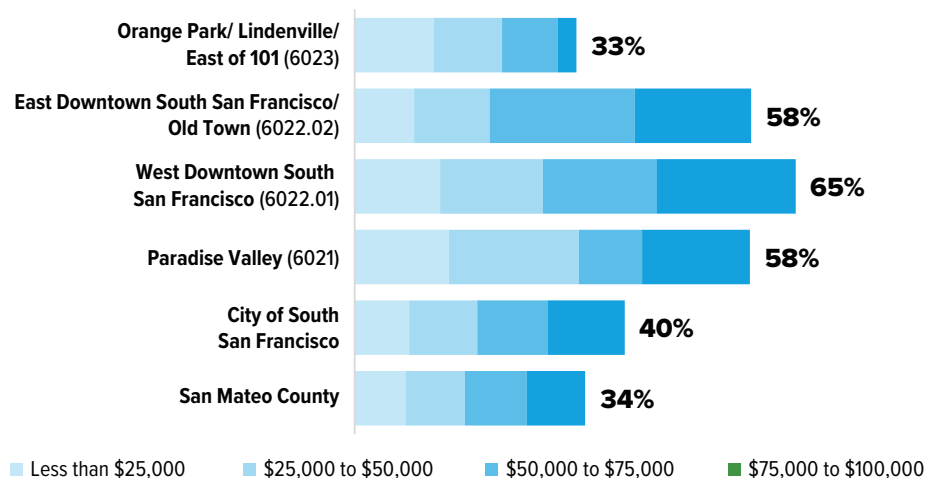 Orange Park/ Lindenville/
East of 101 (6023)
33%
East Downtown South San Francisco/
Old Town (6022.02)
58%
West Downtown South
San Francisco (6022.01)
65%
Paradise Valley (6021)
58%
City of South
San Francisco
40%
San Mateo County
34%
Less than $25,000
$25,000 to $50,000
$50,000 to $75,000
$75,000 to $100,000